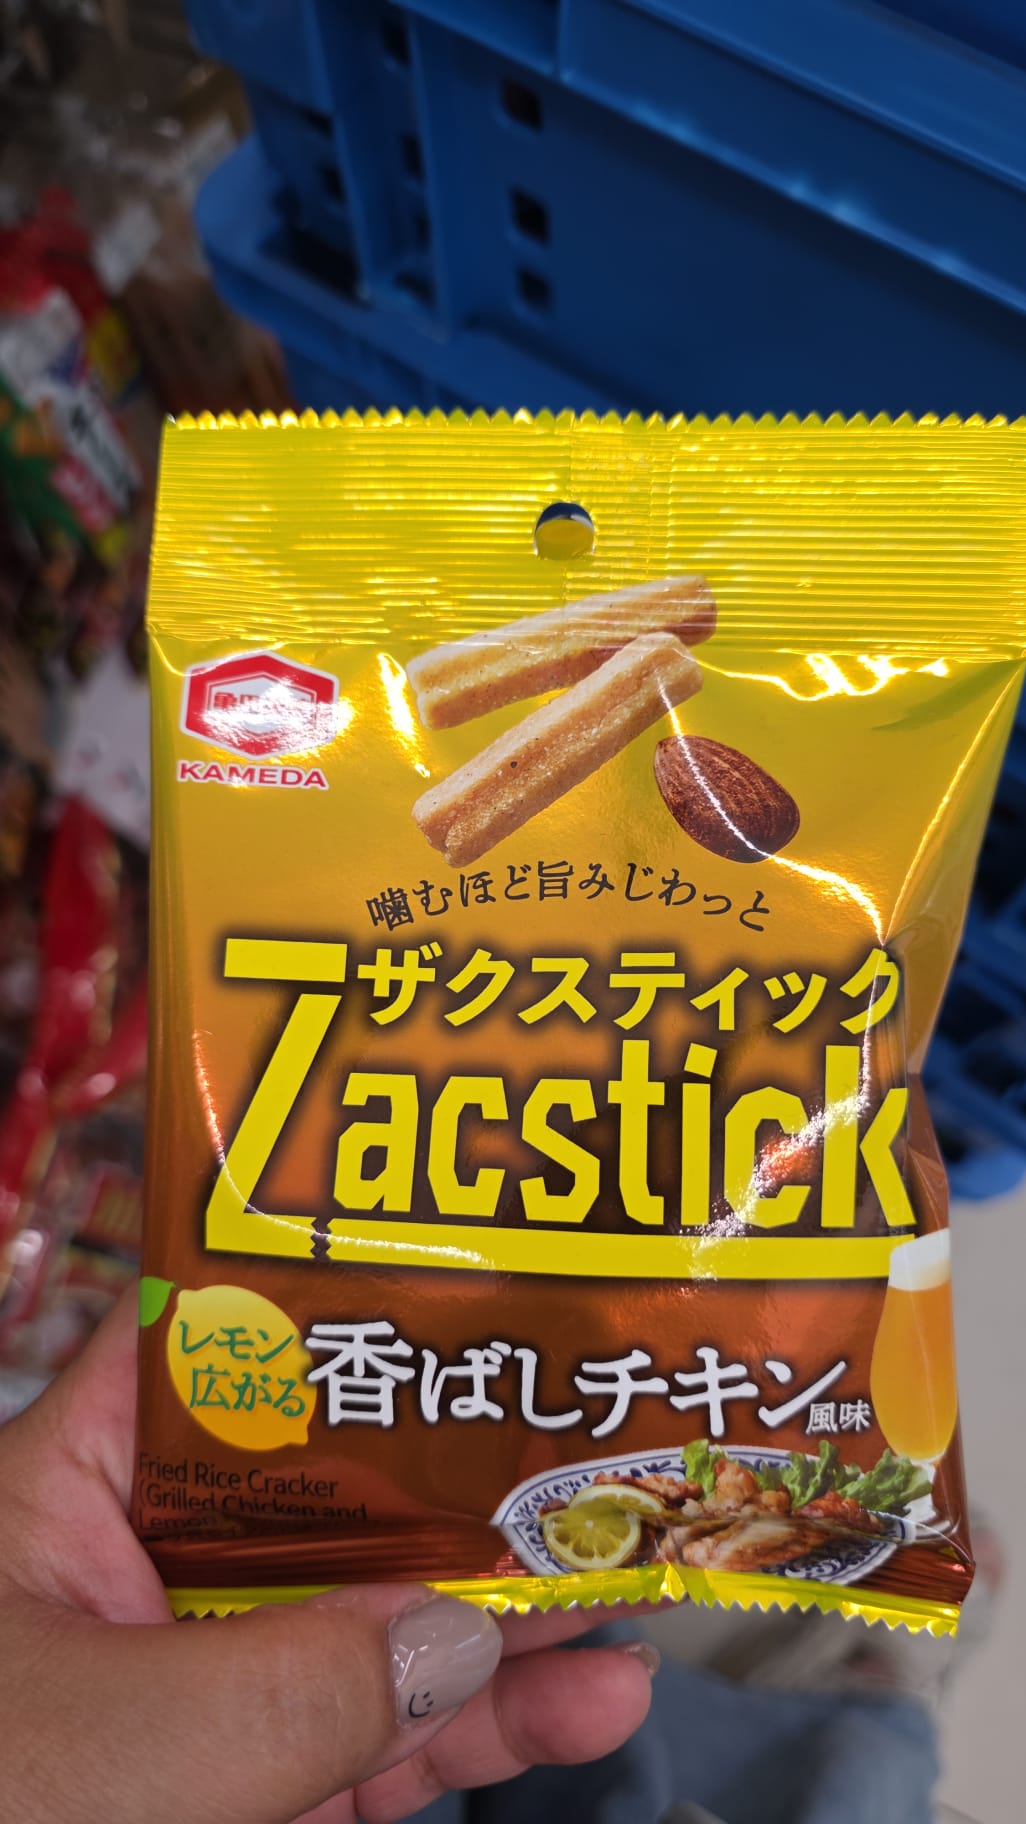 KAMEDA
噛むほど旨みじわっと
ザクスティック
Zacstick
レモン
広がる
香ばしチキン風味
Fried Rice Cracker
(Grilled Chicken and
Lemon